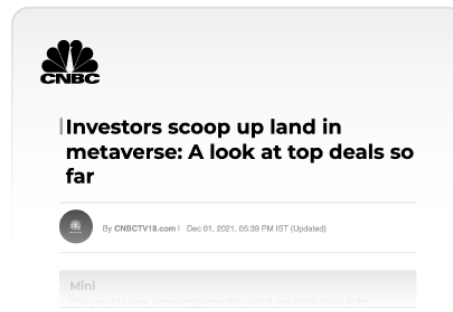 CNBC
Investors scoop up land in
metaverse: A look at top deals so
far
By CNBCTV18.com | Dec 01, 2021, 05:39 PM IST (Updated)
Mini